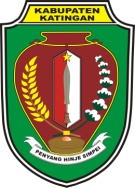 KABUPATEN
KATINGAN
PENYANG HINJE SIMPEI